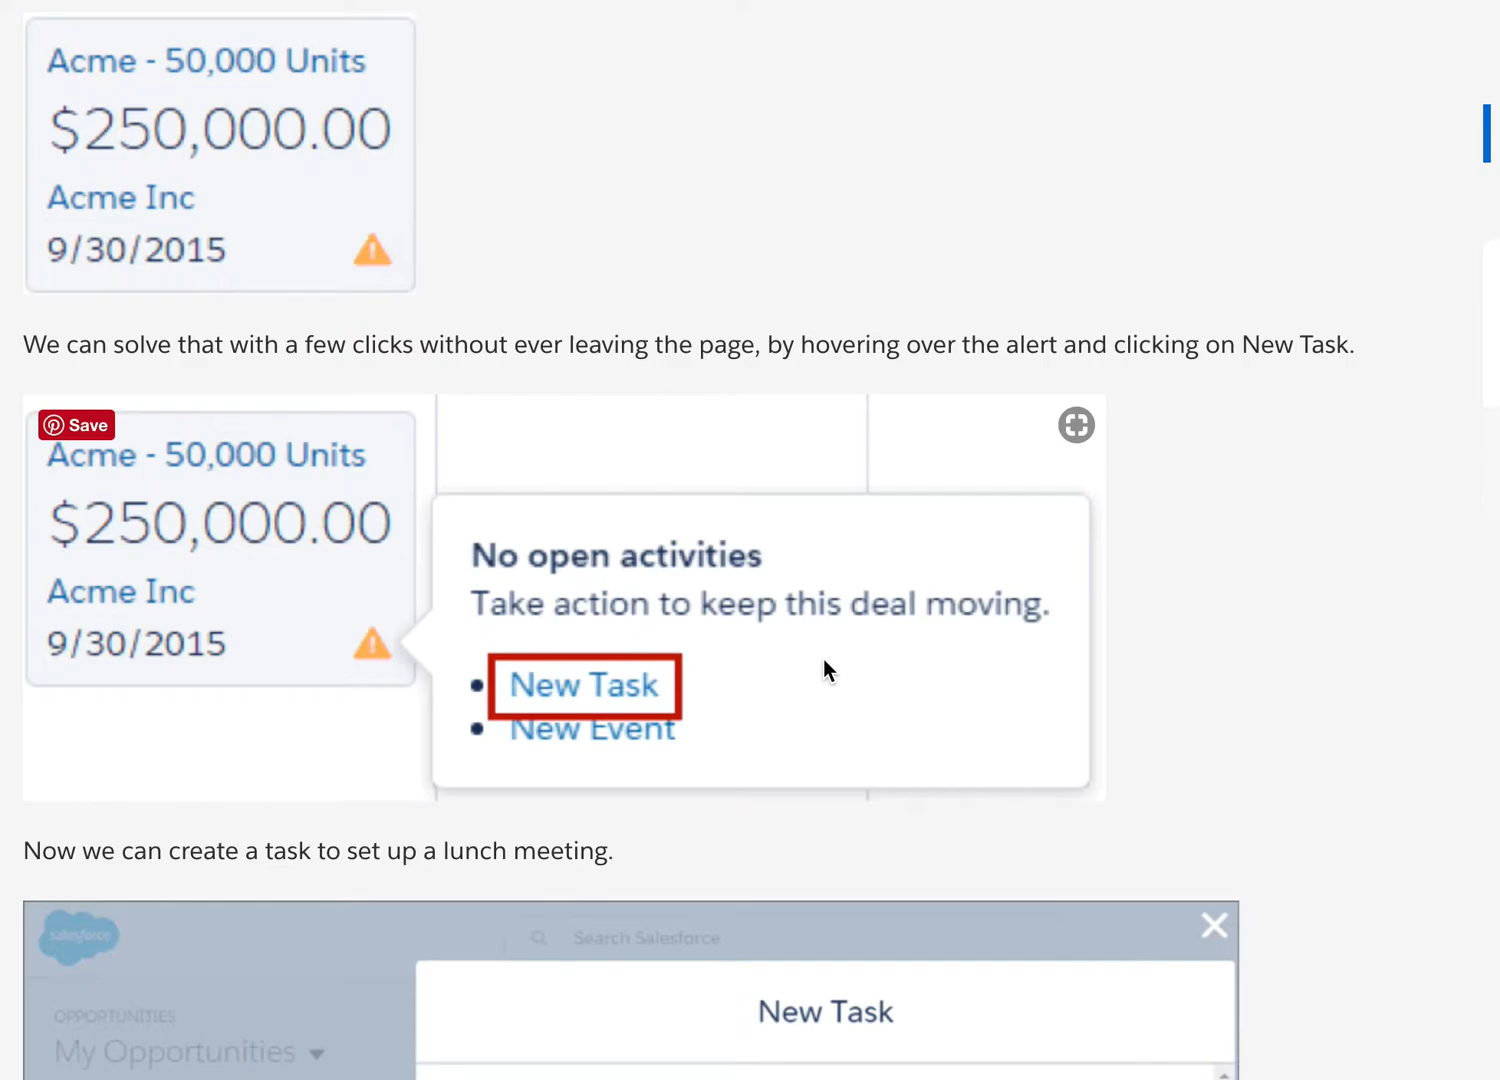 Acme - 50,000 Units
$250,000.00
Acme Inc
9/30/2015
We can solve that with a few clicks without ever leaving the page, by hovering over the alert and clicking on New Task.
Save
Acme - 50,000 Units
$250,000.00
Acme Inc
9/30/2015
No open activities
Take action to keep this deal moving.
• New Task
• New Event
Now we can create a task to set up a lunch meeting.
salesforce
Search Salesforce
New Task
OPPORTUNITIES
My Opportunities